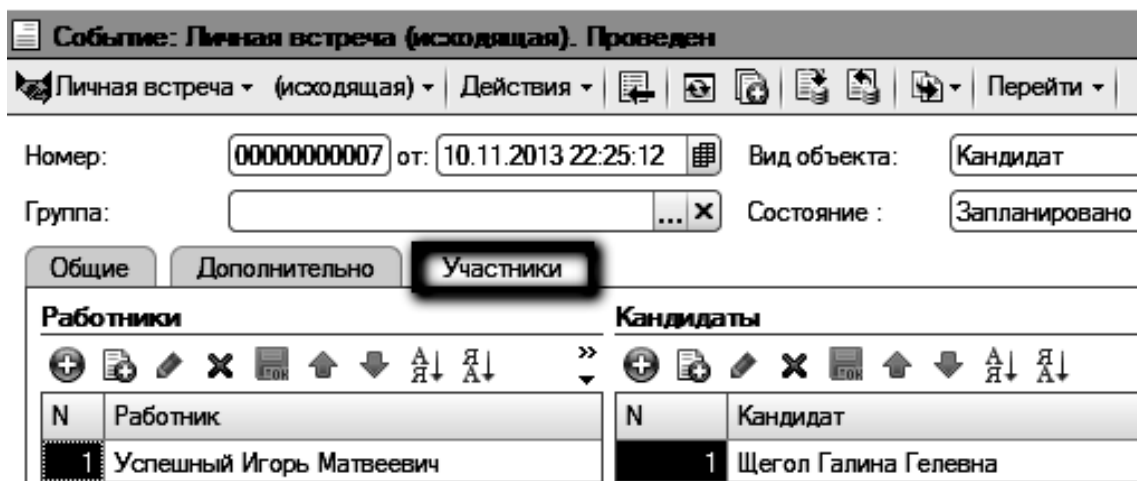 Событие: Личная встреча (исходящая). Проведен
Личная встреча (исходящая) Действия Перейти
Номер: 00000000007 от: 10.11.2013 22:25:12 Вид объекта: Кандидат
Группа: ... Состояние : Запланировано
Общие Дополнительно Участники
Работники Кандидаты
N Работник N Кандидат
1 Успешный Игорь Матвеевич 1 Щегол Галина Гелевна